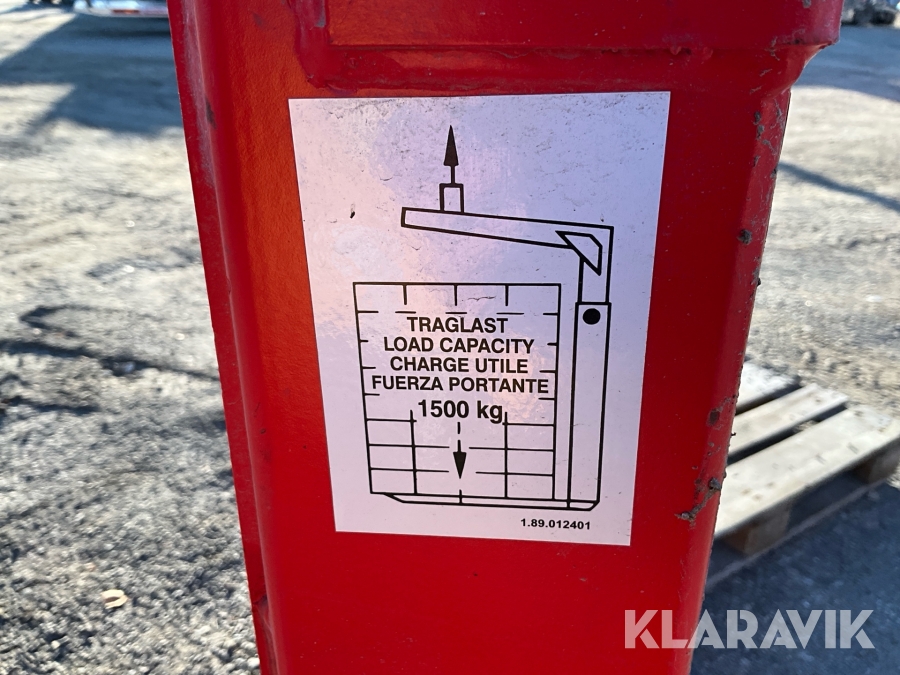 TRAGLAST
LOAD CAPACITY
CHARGE UTILE
FUERZA PORTANTE
1500 kg
1.89.012401
KLARAVIK